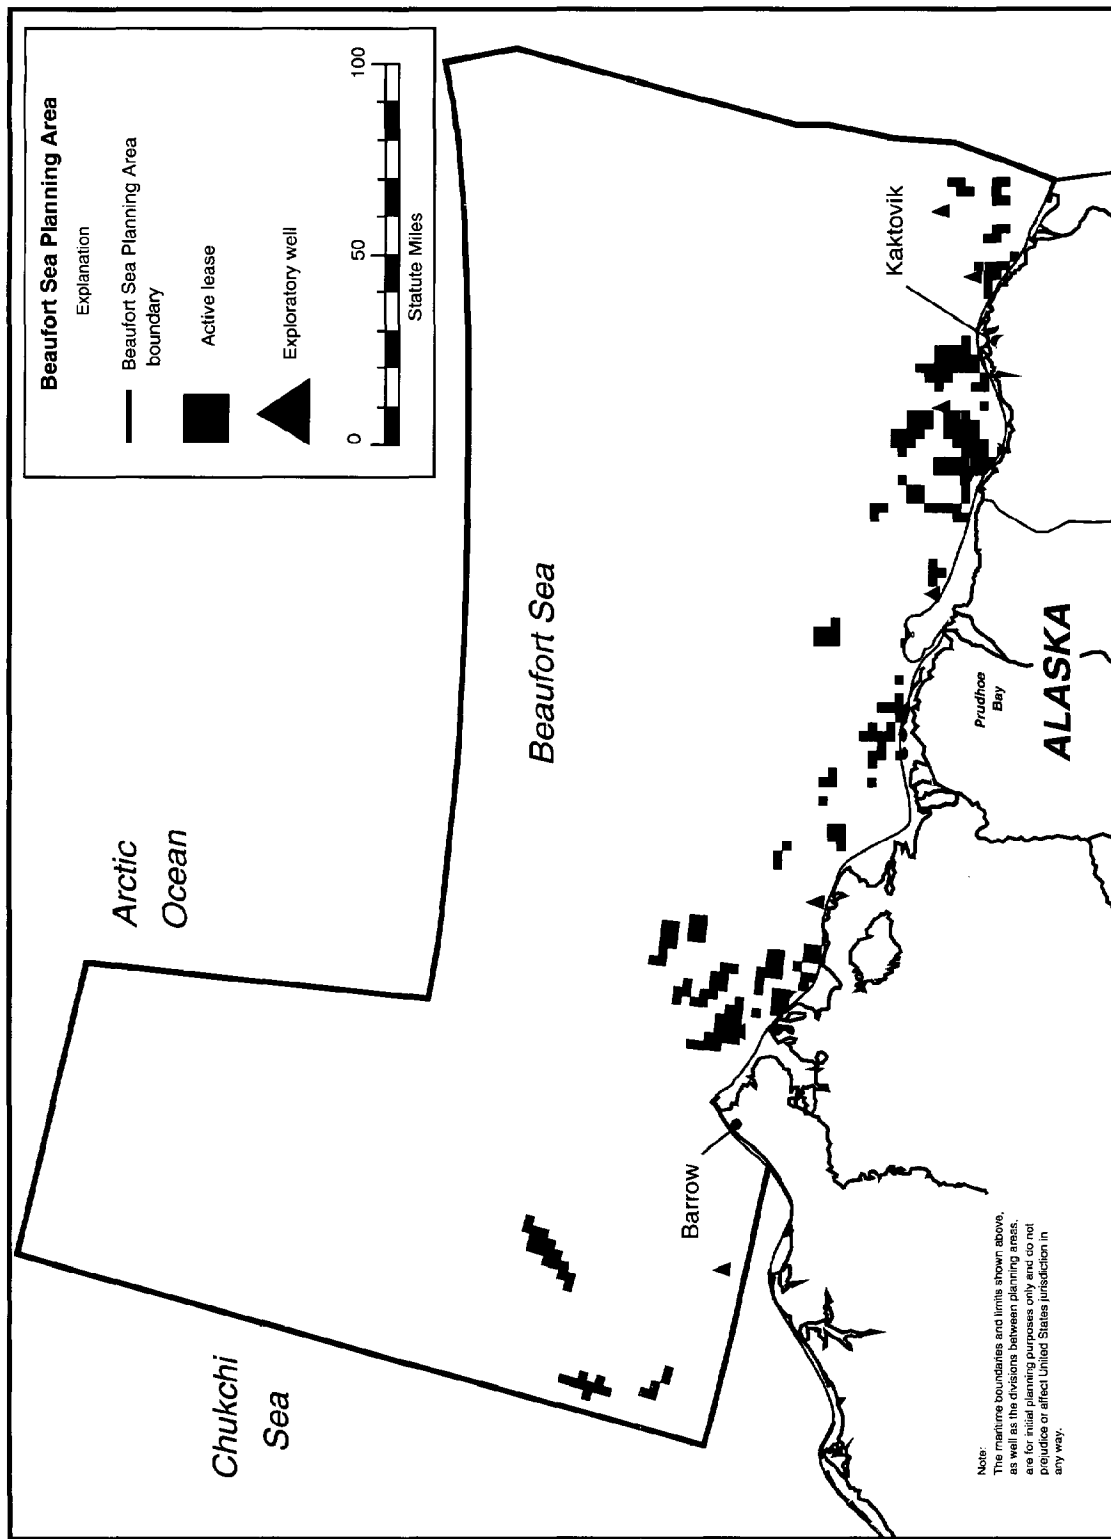 Beaufort Sea Planning Area
Explanation
Beaufort Sea Planning Area
boundary
Active lease
Exploratory well
0 50 100
Statute Miles
Arctic
Ocean
Chukchi
Sea
Beaufort Sea
Barrow
Kaktovik
Prudhoe
Bay
ALASKA
Note:
The maritime boundaries and limits shown above,
as well as the divisions between planning areas,
are for initial planning purposes only and do not
prejudice or affect United States jurisdiction in
any way.